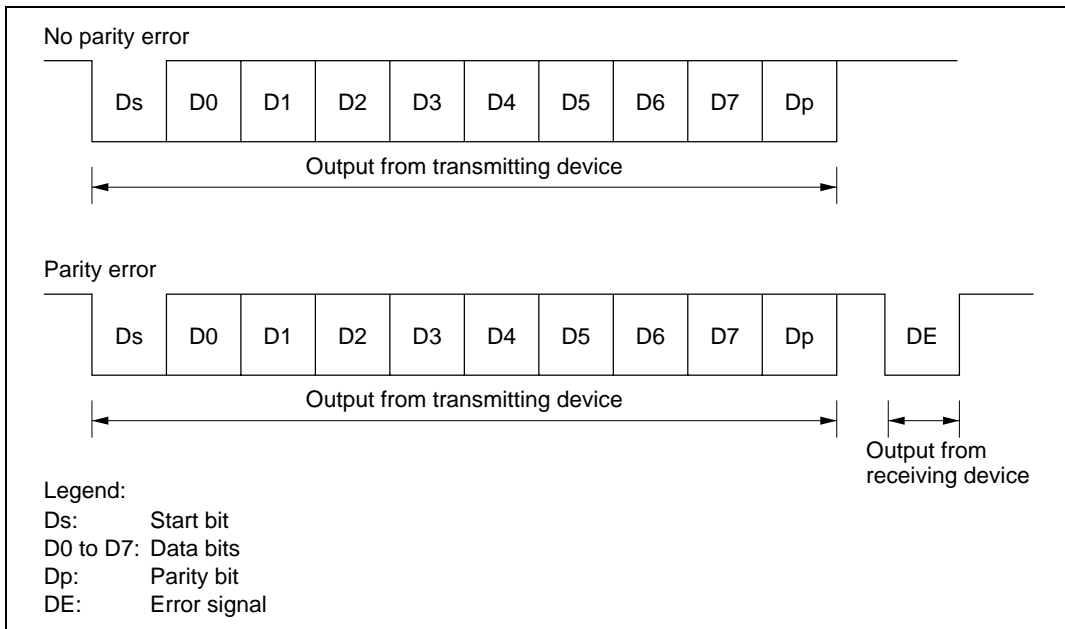 No parity error
Ds D0 D1 D2 D3 D4 D5 D6 D7 Dp
Output from transmitting device
Parity error
Ds D0 D1 D2 D3 D4 D5 D6 D7 Dp DE
Output from transmitting device
Output from
receiving device
Legend:
Ds: Start bit
D0 to D7: Data bits
Dp: Parity bit
DE: Error signal